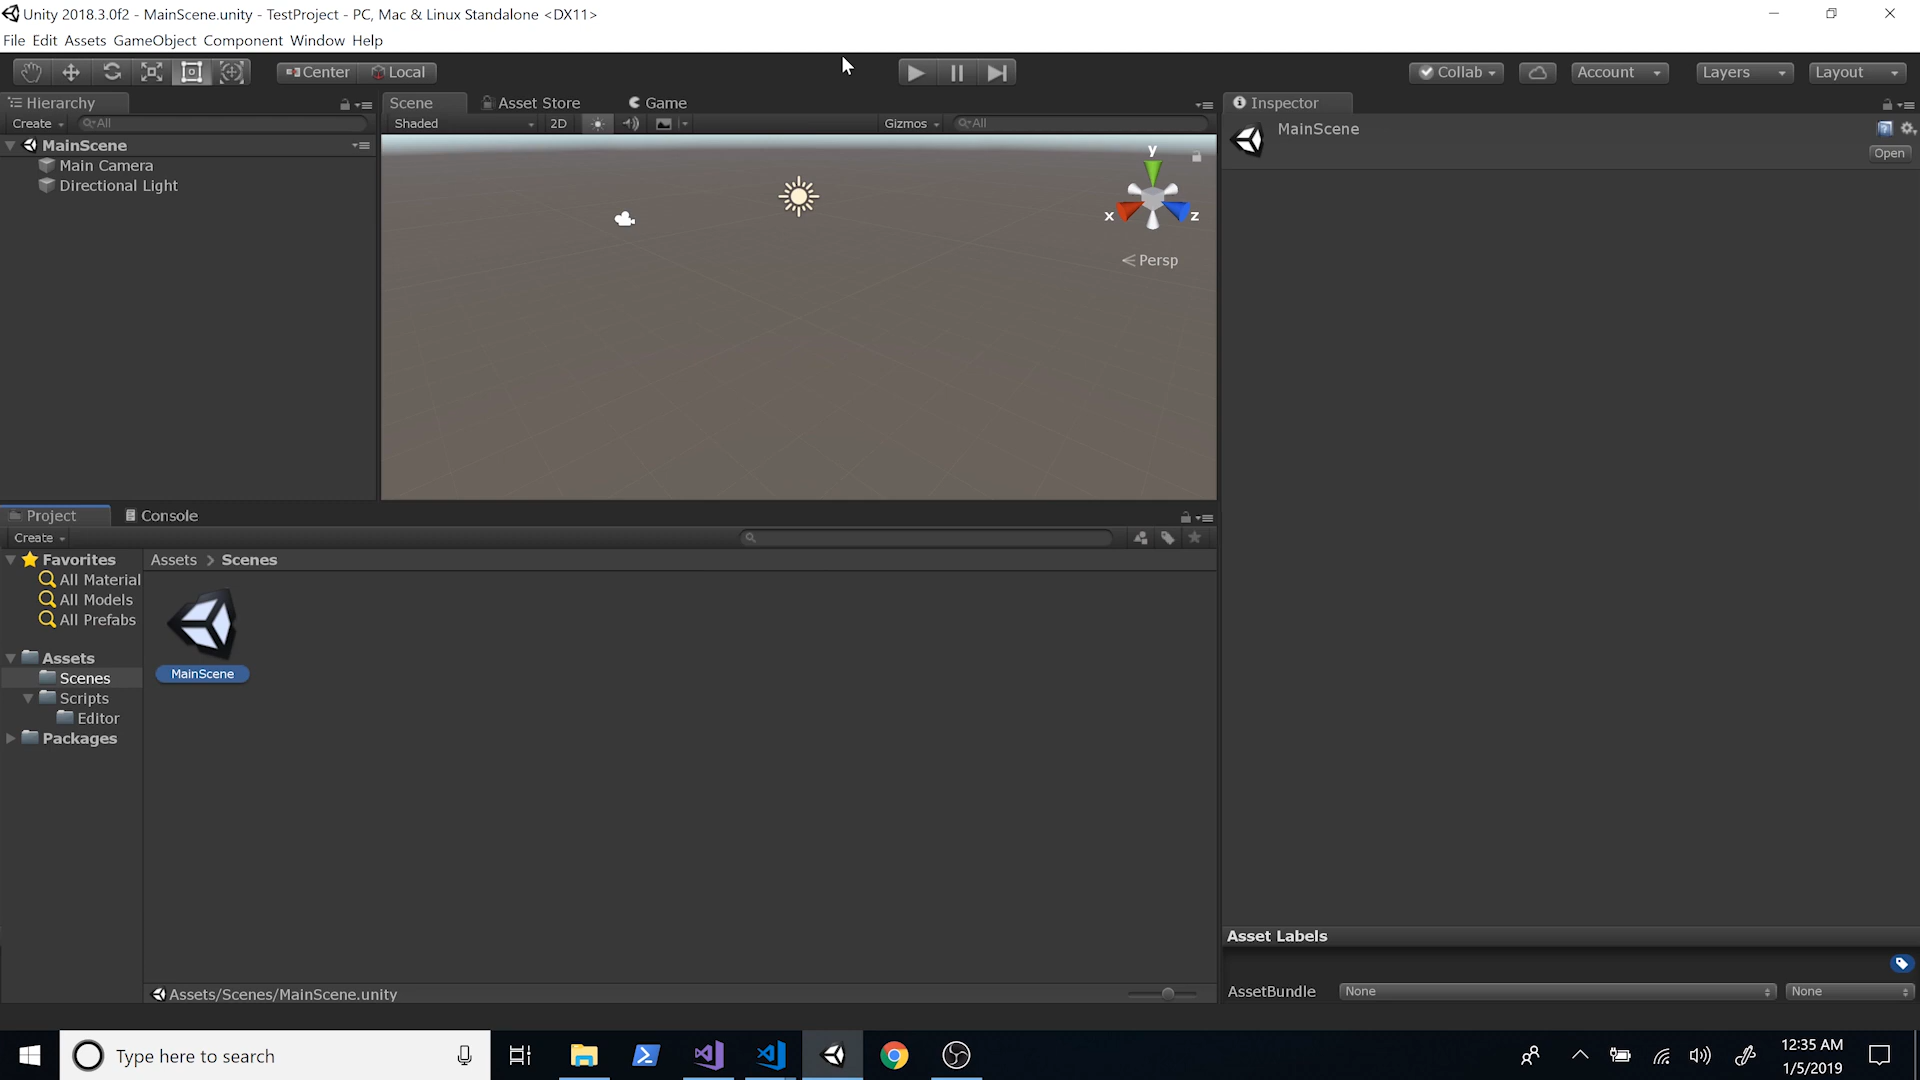 Unity 2018.3.0f2 - MainScene.unity - TestProject - PC, Mac & Linux Standalone <DX11>
File Edit Assets GameObject Component Window Help
Center Local Collab Account Layers Layout
Hierarchy
Create All
MainScene
Main Camera
Directional Light
Scene Asset Store Game
Shaded 2D Gizmos All
y
x z
Persp
Inspector
MainScene
Open
Project Console
Create
Favorites
All Material
All Models
All Prefabs
Assets
Scenes
Scripts
Editor
Packages
Assets > Scenes
MainScene
Assets/Scenes/MainScene.unity
Asset Labels
AssetBundle None None
Type here to search
12:35 AM
1/5/2019